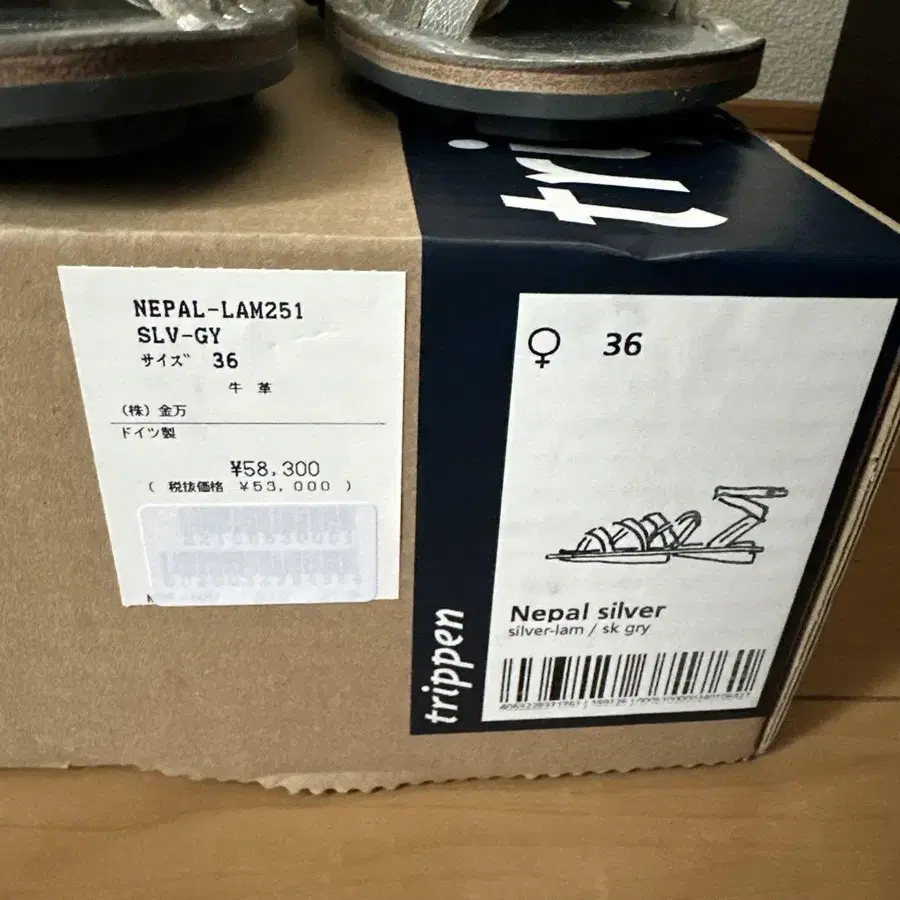 tri
NEPAL-LAM251
SLV-GY
サイズ 36
牛 革
(株) 金万
ドイツ製
¥58,300
( 税抜価格 ¥53,000 )
♀ 36
Nepal silver
silver-lam / sk gry
trippen